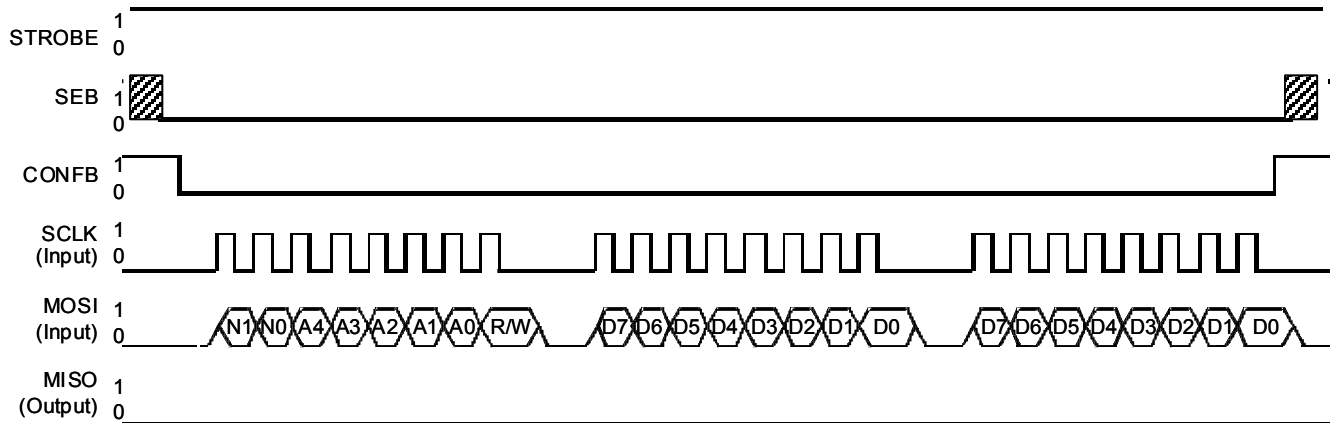 STROBE 1
0
SEB 1
0
CONFB 1
0
SCLK 1
(Input) 0
MOSI 1
(Input) 0 N1 N0 A4 A3 A2 A1 A0 R/W D7 D6 D5 D4 D3 D2 D1 D0 D7 D6 D5 D4 D3 D2 D1 D0
MISO 1
(Output) 0